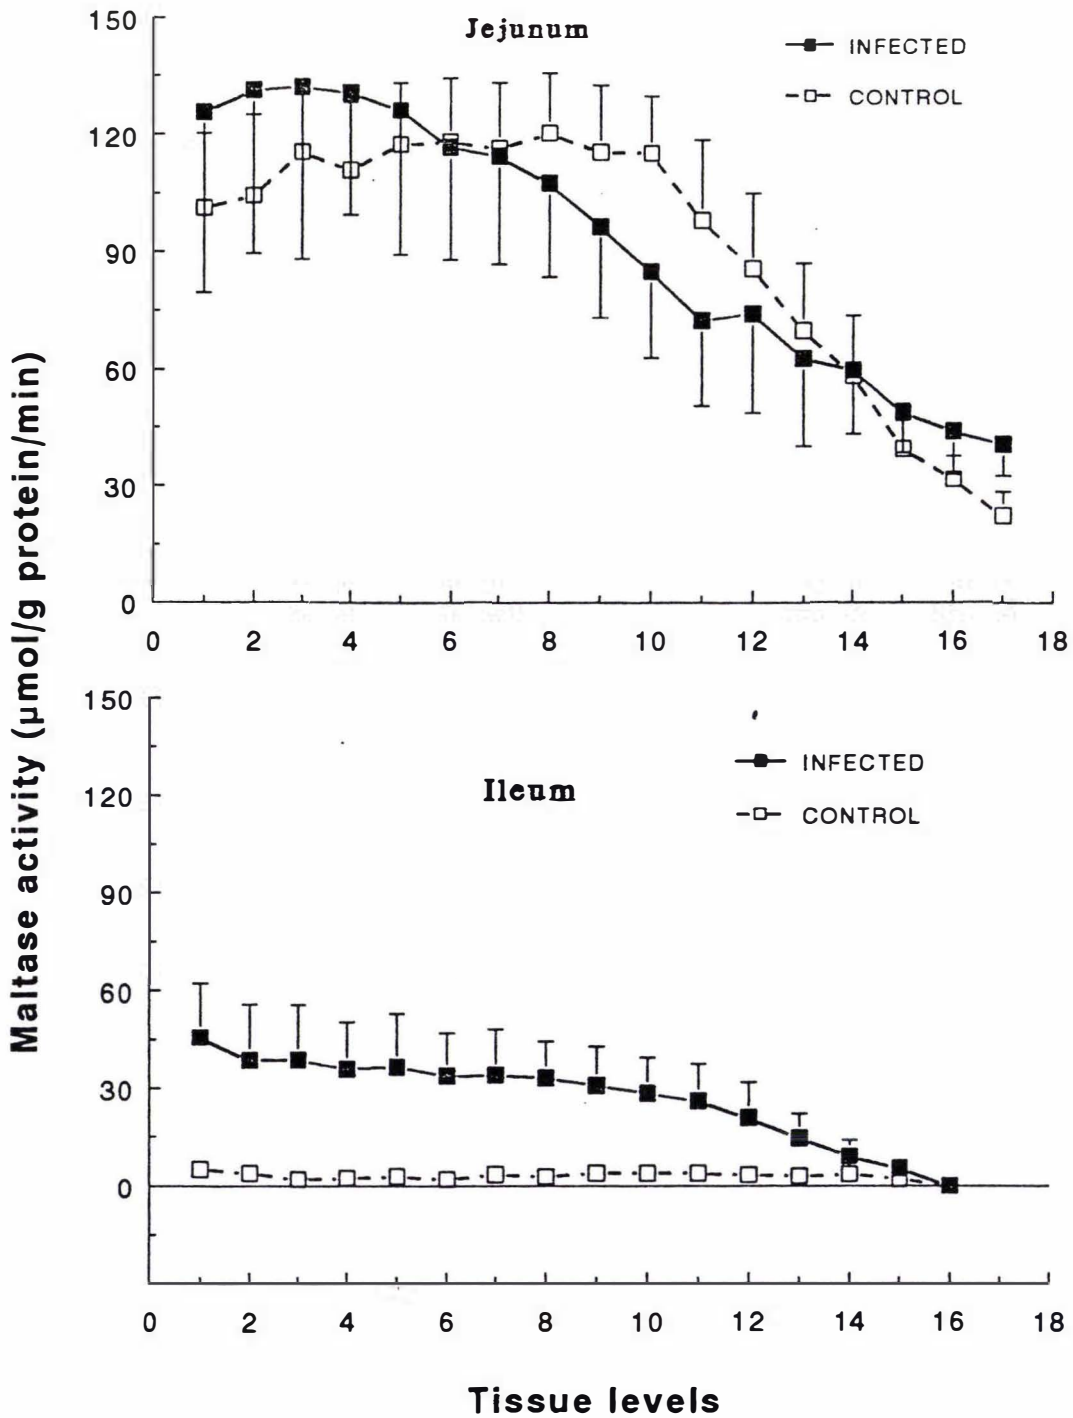 Jejunum
INFECTED
CONTROL
150
120
90
60
30
0
0 2 4 6 8 10 12 14 16 18
Maltase activity (µmol/g protein/min)
Ileum
INFECTED
CONTROL
150
120
90
60
30
0
0 2 4 6 8 10 12 14 16 18
Tissue levels